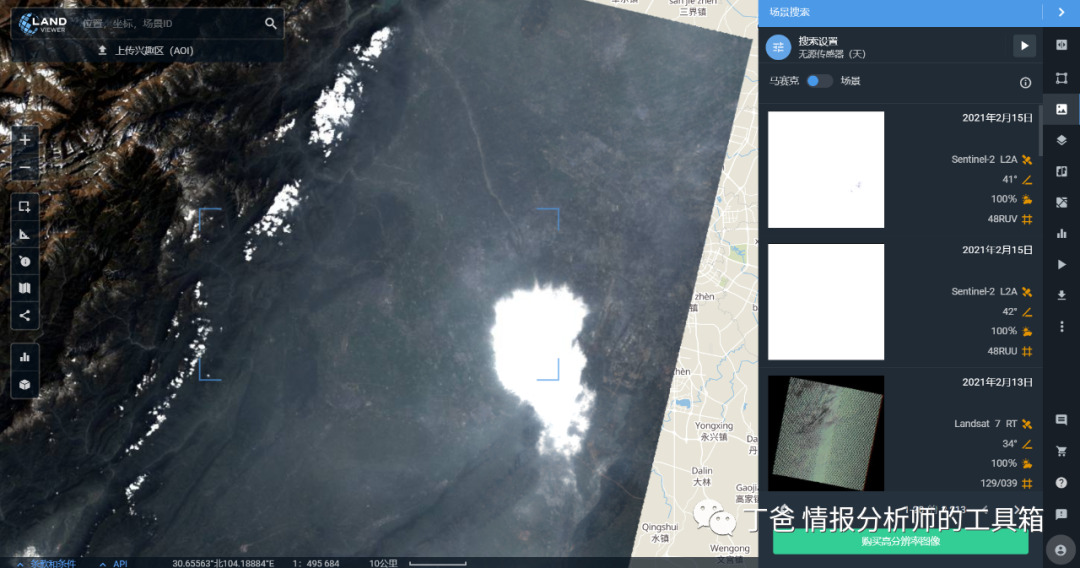 LAND
VIEWER
位置，坐标，场景ID
上传兴趣区（AOI）
三界镇
zhèn
镇
chén
Yongxing
永兴镇
Dalin
大林
Gaojia
高家镇
Qingshui
水镇
Wengong
文宫镇
场景搜索
搜索设置
无源传感器（天）
马赛克
场景
2021年2月15日
Sentinel-2 L2A
41°
100%
48RUV
2021年2月15日
Sentinel-2 L2A
42°
100%
48RUU
2021年2月13日
Landsat 7 RT
34°
100%
129/039
丁爸 情报分析师的工具箱
购买高分辨率图像
条款和条件
API
30.65563°北104.18884°E
1： 495 684
10公里